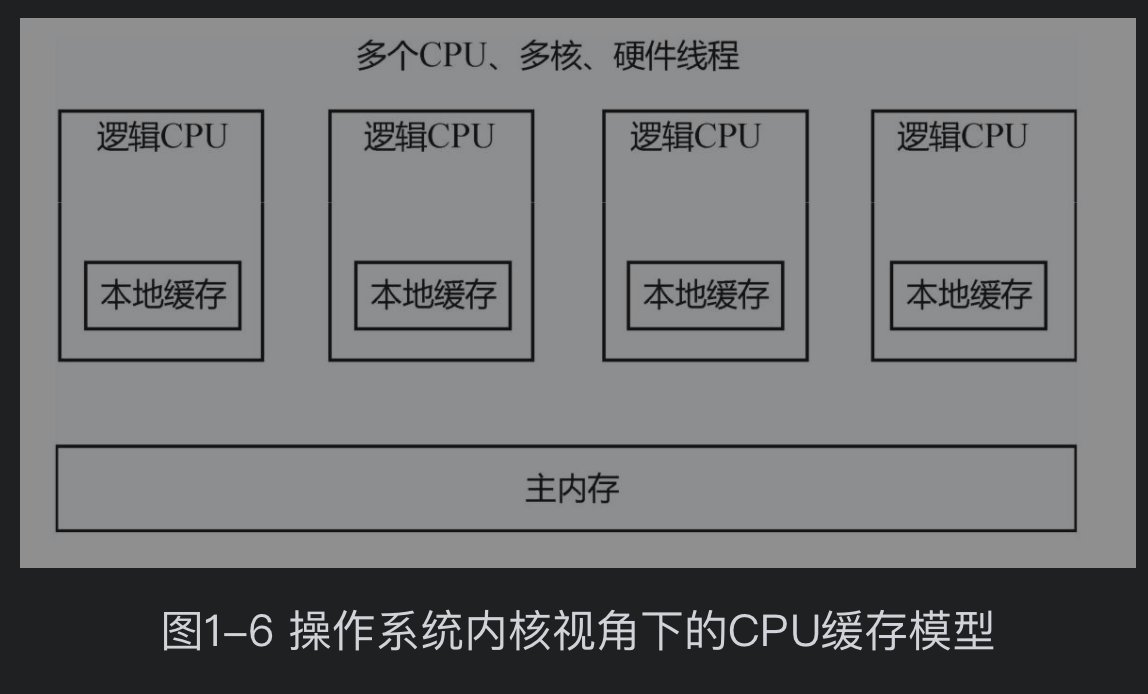 多个CPU、多核、硬件线程
逻辑CPU 逻辑CPU 逻辑CPU 逻辑CPU
本地缓存 本地缓存 本地缓存 本地缓存
主内存
图1-6 操作系统内核视角下的CPU缓存模型